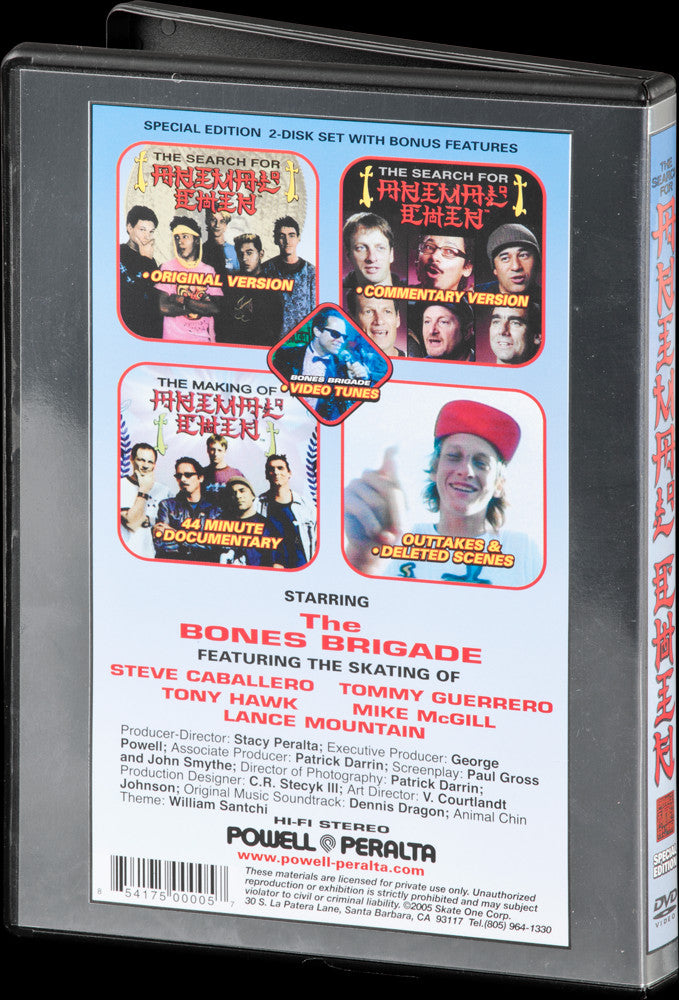 SPECIAL EDITION 2-DISK SET WITH BONUS FEATURES
THE SEARCH FOR
ANIMAL
CHIN
• ORIGINAL VERSION
THE SEARCH FOR
ANIMAL
CHIN™
• COMMENTARY VERSION
BONES BRIGADE
• VIDEO TUNES
THE MAKING OF
ANIMAL
CHIN™
44 MINUTE
• DOCUMENTARY
OUTTAKES &
• DELETED SCENES
STARRING
The
BONES BRIGADE
FEATURING THE SKATING OF
STEVE CABALLERO TOMMY GUERRERO
TONY HAWK MIKE McGILL
LANCE MOUNTAIN
Producer-Director: Stacy Peralta; Executive Producer: George
Powell; Associate Producer: Patrick Darrin; Screenplay: Paul Gross
and John Smythe; Director of Photography: Patrick Darrin;
Production Designer: C.R. Stecyk III; Art Director: V. Courtlandt
Johnson; Original Music Soundtrack: Dennis Dragon; Animal Chin
Theme: William Santchi
HI-FI STEREO
POWELL PERALTA
www.powell-peralta.com
These materials are licensed for private use only. Unauthorized
reproduction or exhibition is strictly prohibited and may subject
violator to civil or criminal liability. ©2005 Skate One Corp.
30 S. La Patera Lane, Santa Barbara, CA 93117 Tel.(805) 964-1330
8 54175 00005 7
THE
SEARCH
FOR
ANIMAL CHIN
SPECIAL
EDITION
DVD
VIDEO